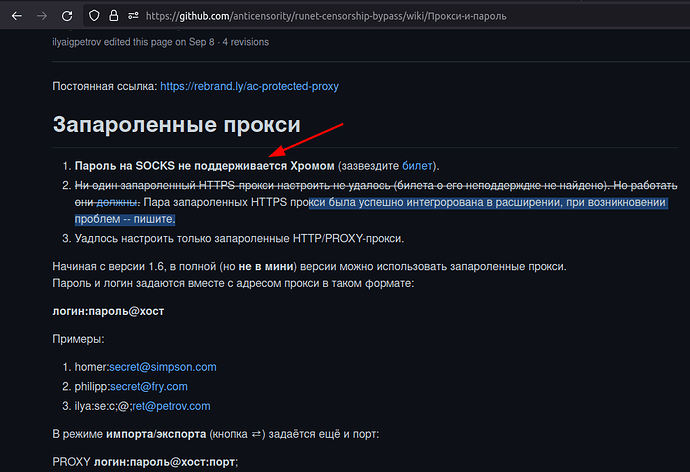 https://github.com/anticensority/runet-censorship-bypass/wiki/Прокси-и-пароль
ilyaigpetrov edited this page on Sep 8 · 4 revisions
Постоянная ссылка: https://rebrand.ly/ac-protected-proxy
Запароленные прокси
1. Пароль на SOCKS не поддерживается Хромом (зазвездите билет).
2. Ни один запароленный HTTPS прокси настроить не удалось (билета о его неподдерждке не найдено). Но работать
они должны. Пара запароленных HTTPS прокси была успешно интегророована в расширении, при возникновении
проблем -- пишите.
3. Уадлось настроить только запароленные HTTP/PROXY-прокси.
Начиная с версии 1.6, в полной (но не в мини) версии можно использовать запароленные прокси.
Пароль и логин задаются вместе с адресом прокси в таком формате:
логин:пароль@хост
Примеры:
1. homer:secret@simpson.com
2. philipp:secret@fry.com
3. ilya:se:c;@;ret@petrov.com
В режиме импорта/экспорта (кнопка ⇄) задаётся ещё и порт:
PROXY логин:пароль@хост:порт;